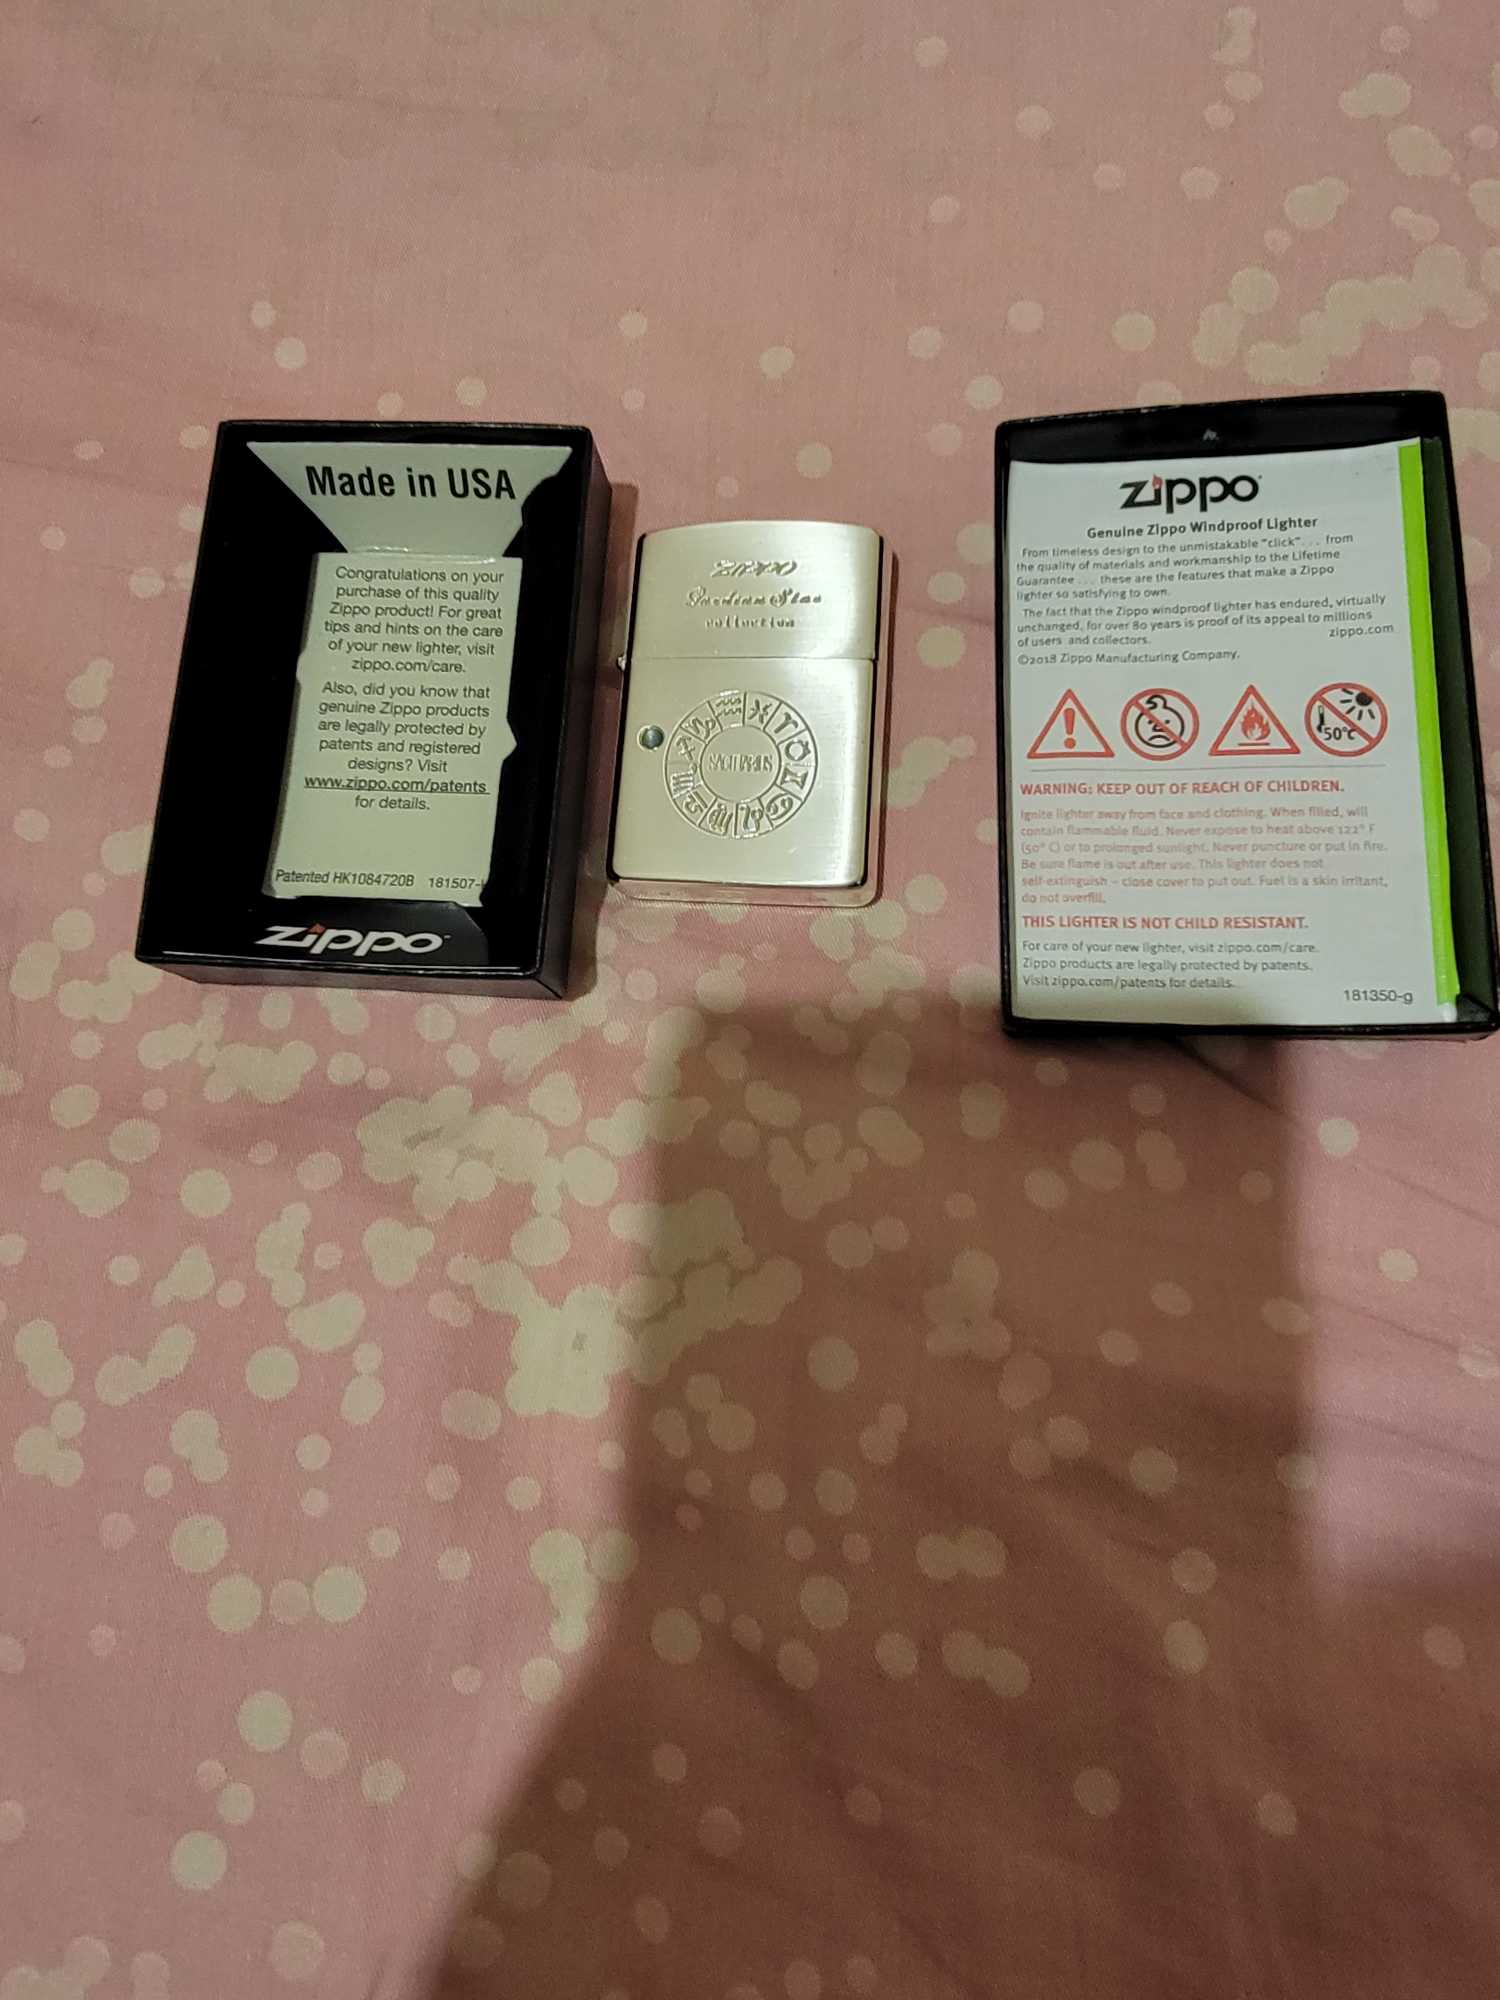 Made in USA
Congratulations on your
purchase of this quality
Zippo product! For great
tips and hints on the care
of your new lighter, visit
zippo.com/care.
Also, did you know that
genuine Zippo products
are legally protected by
patents and registered
designs? Visit
www.zippo.com/patents
for details.
Patented HK1084720B 181507-
zippo
ZIPPO
collection
SAGITTARIUS
zippo
Genuine Zippo Windproof Lighter
From timeless design to the unmistakable "click". . . from
the quality of materials and workmanship to the Lifetime
Guarantee . . . these are the features that make a Zippo
lighter so satisfying to own.
The fact that the Zippo windproof lighter has endured, virtually
unchanged, for over 80 years is proof of its appeal to millions
of users and collectors.
zippo.com
©2018 Zippo Manufacturing Company.
50°C
WARNING: KEEP OUT OF REACH OF CHILDREN.
Ignite lighter away from face and clothing. When filled, will
contain flammable fluid. Never expose to heat above 122° F
(50° C) or to prolonged sunlight. Never puncture or put in fire.
Be sure flame is out after use. This lighter does not
self-extinguish – close cover to put out. Fuel is a skin irritant,
do not overfill.
THIS LIGHTER IS NOT CHILD RESISTANT.
For care of your new lighter, visit zippo.com/care.
Zippo products are legally protected by patents.
Visit zippo.com/patents for details.
181350-g